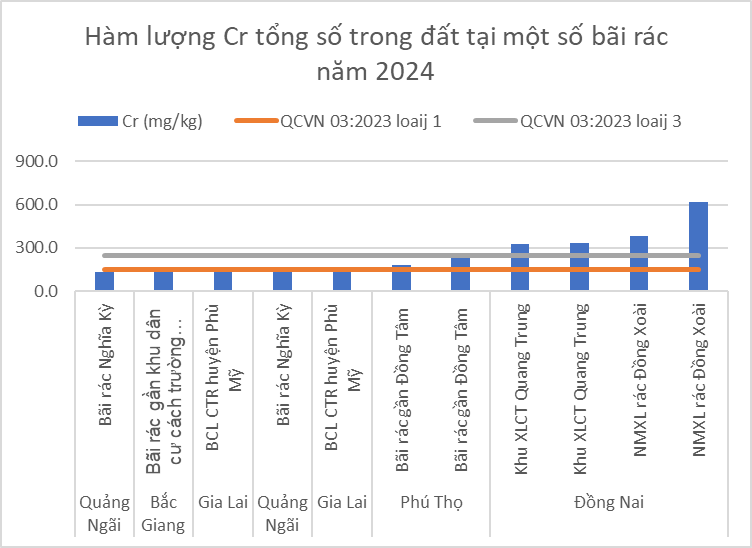 Hàm lượng Cr tổng số trong đất tại một số bãi rác
năm 2024
Cr (mg/kg)
QCVN 03:2023 loaij 1
QCVN 03:2023 loaij 3
900.0
600.0
300.0
0.0
Bãi rác Nghĩa Kỳ
Bãi rác gần khu dân
cư cách trường....
BCL CTR huyện Phù
Mỹ
Bãi rác Nghĩa Kỳ
BCL CTR huyện Phù
Mỹ
Bãi rác gần Đồng Tâm
Bãi rác gần Đồng Tâm
Khu XLCT Quang Trung
Khu XLCT Quang Trung
NMXL rác Đồng Xoài
NMXL rác Đồng Xoài
Quảng
Ngãi
Bắc
Giang
Gia Lai
Quảng
Ngãi
Gia Lai
Phú Thọ
Đồng Nai